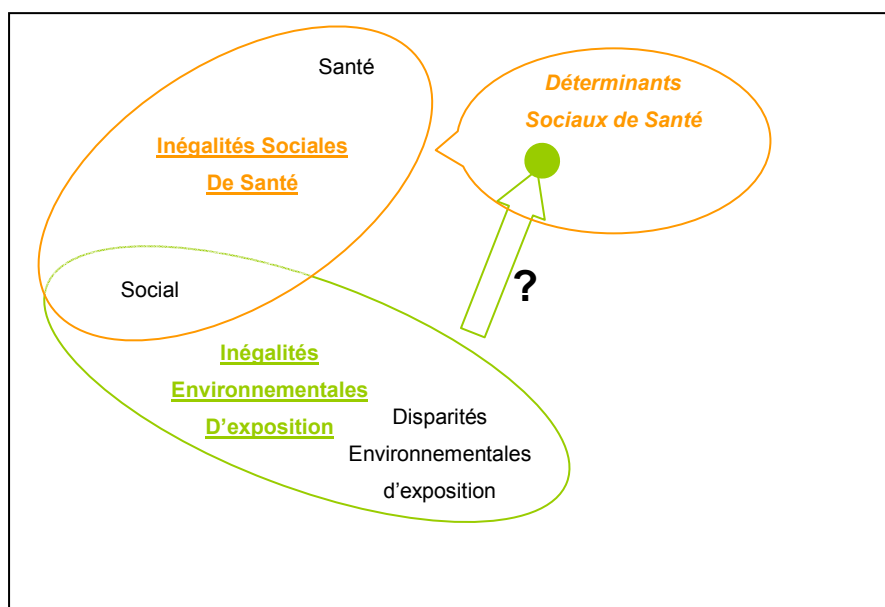 Santé
Déterminants
Sociaux de Santé
Inégalités Sociales
De Santé
Social
?
Inégalités
Environnementales
D'exposition
Disparités
Environnementales
d'exposition